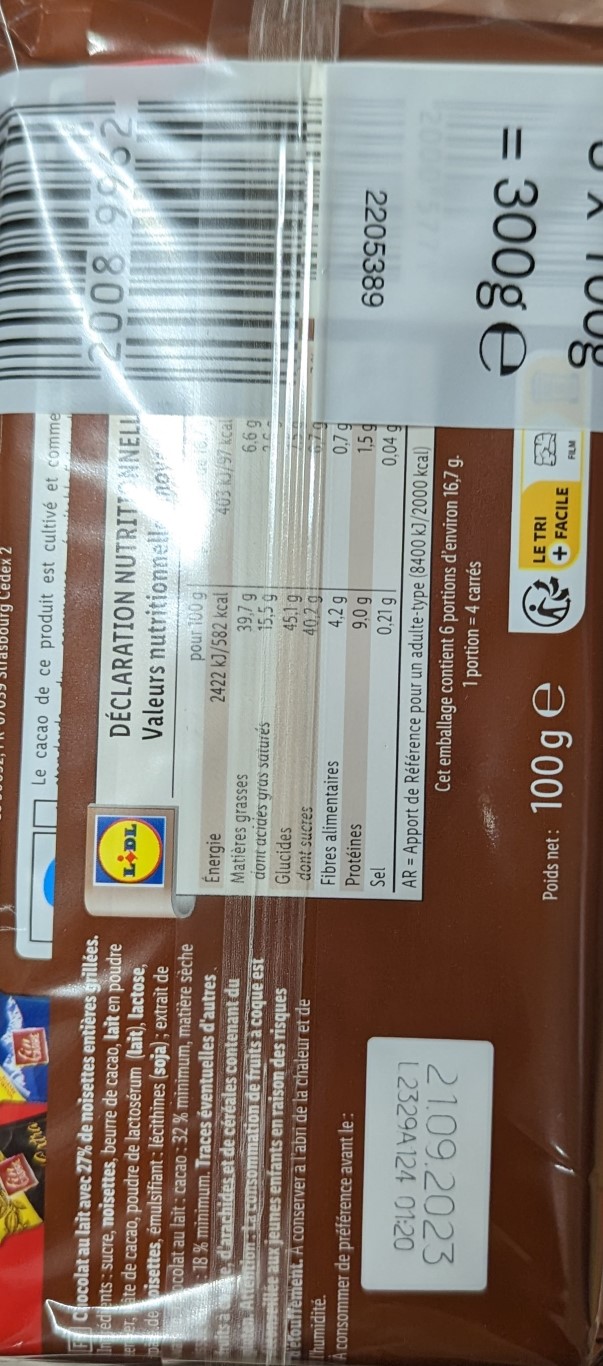 Cedex 2
Le cacao de ce produit est cultivé et comme
Chocolat au lait avec 27% de noisettes entières grillées.
sucre, noisettes, beurre de cacao, lait en poudre
de cacao, poudre de lactosérum (lait), lactose,
noisettes, émulsifiant : lécithines (soja) ; extrait de
chocolat au lait : cacao : 32 % minimum, matière sèche
: 18 % minimum. Traces éventuelles d'autres
d'arachides et de céréales contenant du
Attention : La consommation de fruits à coque est
aux jeunes enfants en raison des risques
d'étouffement. À conserver à l'abri de la chaleur et de
l'humidité.
À consommer de préférence avant le :
21.09.2023
L2329A124 01:20
LIDL
DÉCLARATION NUTRITIONNELLE
Valeurs nutritionnelles
pour 100 g
Énergie 2422 kJ/582 kcal 403 kJ/97 kcal
Matières grasses 39,7 g 6,6 g
dont acides gras saturés 15,5 g
Glucides 45,1 g
dont sucres 40,2 g 6,7 g
Fibres alimentaires 4,2 g 0,7 g
Protéines 9,0 g 1,5 g
Sel 0,21 g 0,04 g
AR = Apport de Référence pour un adulte-type (8400 kJ/2000 kcal)
Cet emballage contient 6 portions d'environ 16,7 g.
1 portion = 4 carrés
Poids net : 100 g e
LE TRI
+ FACILE
FILM
2205389
x 100g
= 300g e